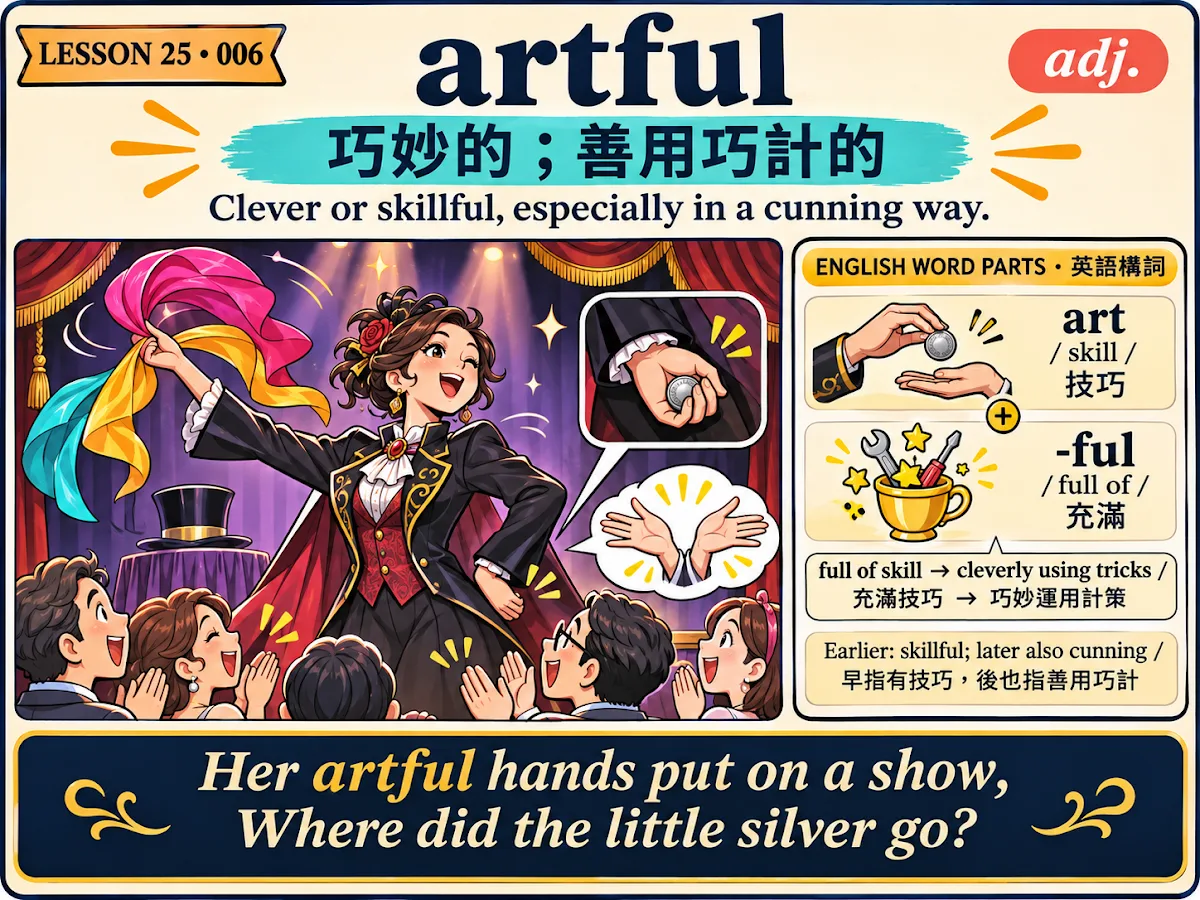 LESSON 25 • 006
artful
adj.
巧妙的；善用巧計的
Clever or skillful, especially in a cunning way.
ENGLISH WORD PARTS · 英語構詞
art
/ skill /
技巧
+
-ful
/ full of /
充滿
full of skill → cleverly using tricks /
充滿技巧 → 巧妙運用計策
Earlier: skillful; later also cunning /
早指有技巧，後也指善用巧計
Her artful hands put on a show,
Where did the little silver go?